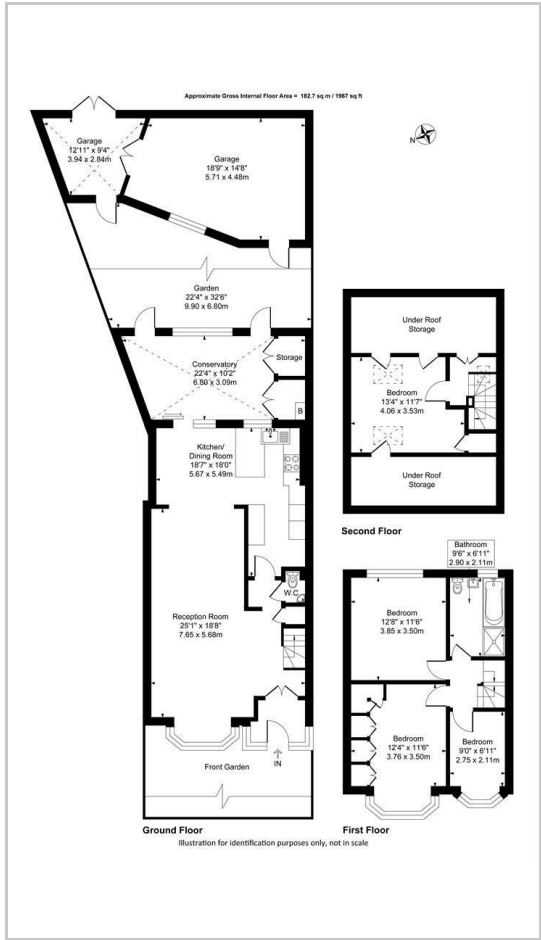 Approximate Gross Internal Floor Area = 182.7 sq m / 1967 sq ft
N
Garage
12'11" x 9'4"
3.94 x 2.84m
Garage
18'9" x 14'8"
5.71 x 4.48m
Garden
22'4" x 32'6"
9.90 x 6.80m
Conservatory
22'4" x 10'2"
6.80 x 3.09m
Storage
B
Kitchen/
Dining Room
18'7" x 18'0"
5.67 x 5.49m
W.C
Reception Room
25'1" x 18'8"
7.65 x 5.68m
IN
Front Garden
Ground Floor
Under Roof
Storage
Bedroom
13'4" x 11'7"
4.06 x 3.53m
Under Roof
Storage
Second Floor
Bathroom
9'6" x 6'11"
2.90 x 2.11m
Bedroom
12'8" x 11'6"
3.85 x 3.50m
Bedroom
12'4" x 11'6"
3.76 x 3.50m
Bedroom
9'0" x 6'11"
2.75 x 2.11m
First Floor
Illustration for identification purposes only, not in scale